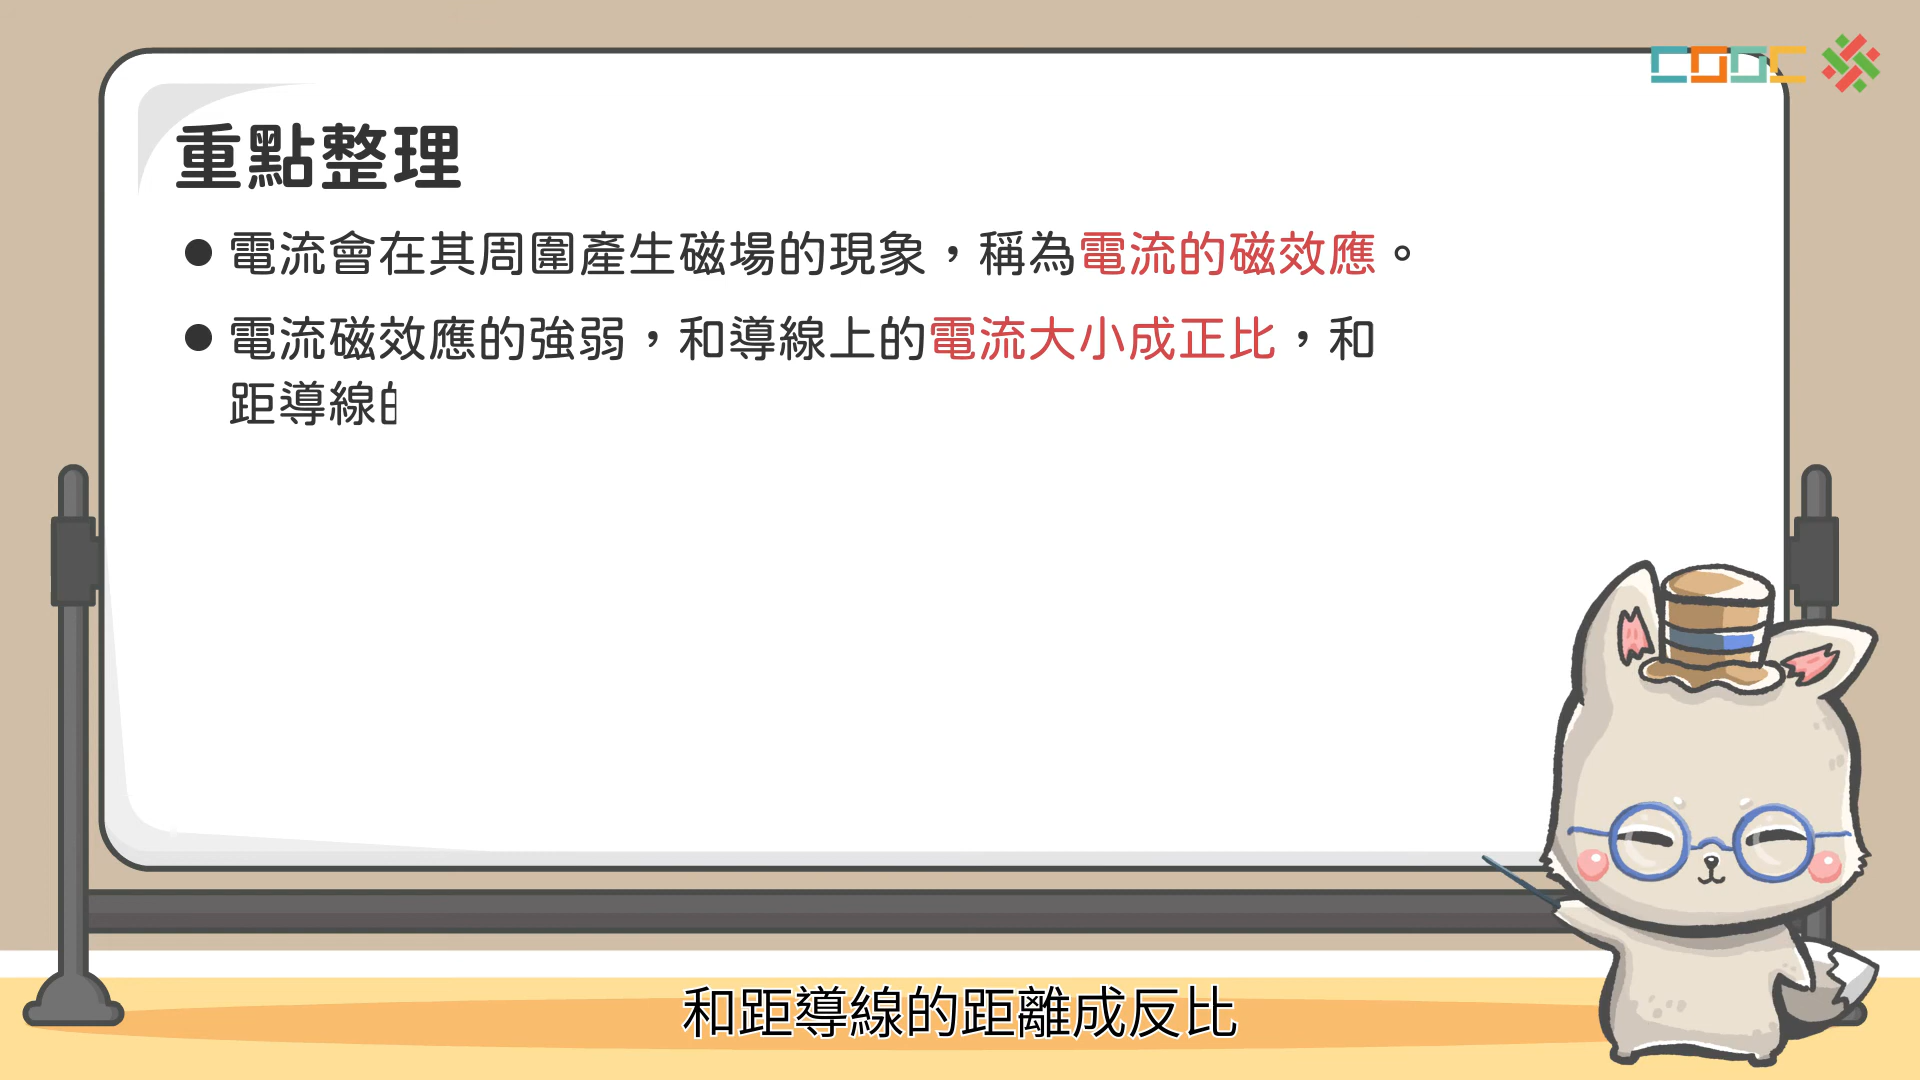 重點整理
● 電流會在其周圍產生磁場的現象，稱為電流的磁效應。
● 電流磁效應的強弱，和導線上的電流大小成正比，和
距導線的
和距導線的距離成反比